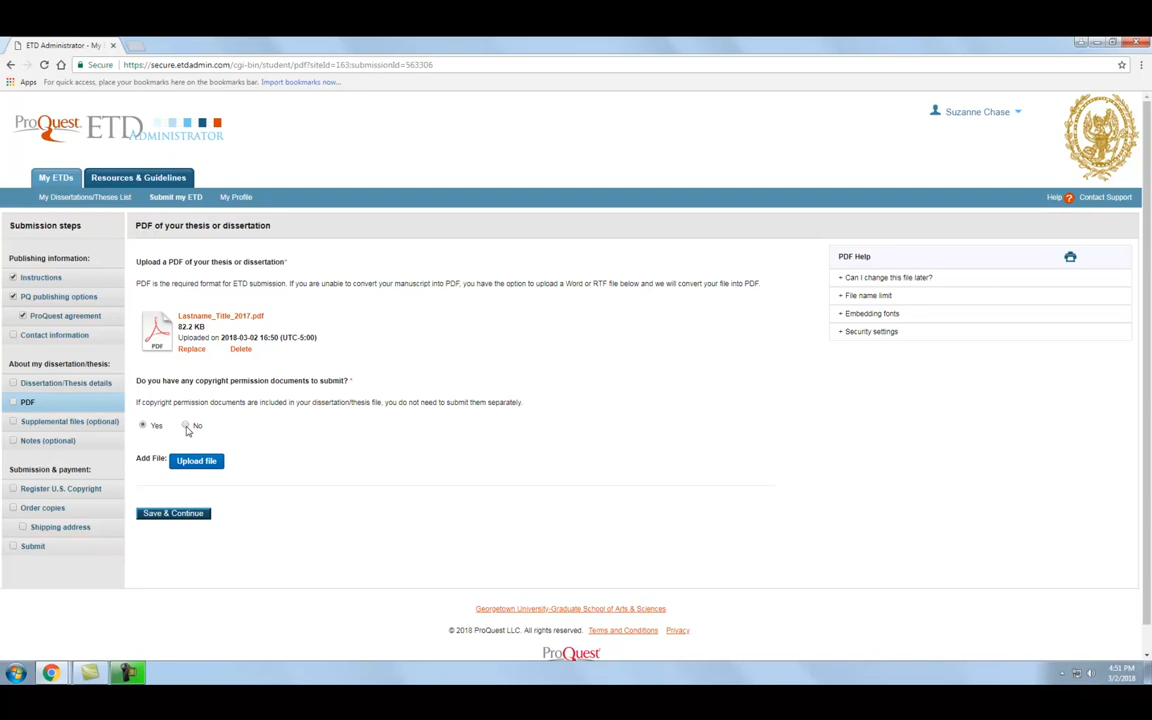 ETD Administrator - My
Secure
https://secure.etdadmin.com/cgi-bin/student/pdf?siteId=163;submissionId=563306
Apps
For quick access, place your bookmarks here on the bookmarks bar. Import bookmarks now...
ProQuest ETD ADMINISTRATOR
Suzanne Chase
My ETDs
Resources & Guidelines
My Dissertations/Theses List
Submit my ETD
My Profile
Help ?
Contact Support
Submission steps
Publishing information:
Instructions
PQ publishing options
ProQuest agreement
Contact information
About my dissertation/thesis:
Dissertation/Thesis details
PDF
Supplemental files (optional)
Notes (optional)
Submission & payment:
Register U.S. Copyright
Order copies
Shipping address
Submit
PDF of your thesis or dissertation
Upload a PDF of your thesis or dissertation*
PDF is the required format for ETD submission. If you are unable to convert your manuscript into PDF, you have the option to upload a Word or RTF file below and we will convert your file into PDF.
PDF
Lastname_Title_2017.pdf
82.2 KB
Uploaded on 2018-03-02 16:50 (UTC-5:00)
Replace
Delete
Do you have any copyright permission documents to submit? *
If copyright permission documents are included in your dissertation/thesis file, you do not need to submit them separately.
Yes
No
Add File:
Upload file
Save & Continue
PDF Help
+ Can I change this file later?
+ File name limit
+ Embedding fonts
+ Security settings
Georgetown University-Graduate School of Arts & Sciences
© 2018 ProQuest LLC. All rights reserved.
Terms and Conditions
Privacy
ProQuest
4:51 PM
3/2/2018